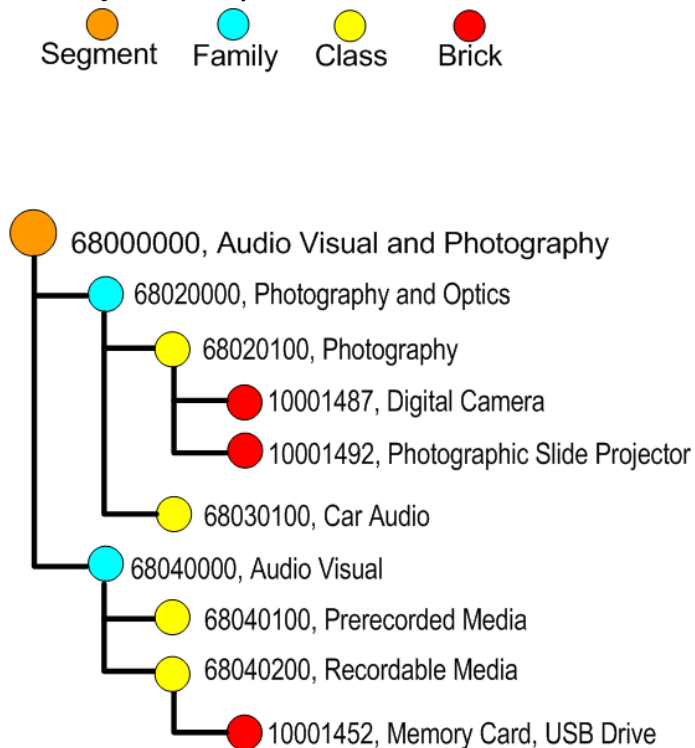 Segment Family Class Brick
68000000, Audio Visual and Photography
68020000, Photography and Optics
68020100, Photography
10001487, Digital Camera
10001492, Photographic Slide Projector
68030100, Car Audio
68040000, Audio Visual
68040100, Prerecorded Media
68040200, Recordable Media
10001452, Memory Card, USB Drive